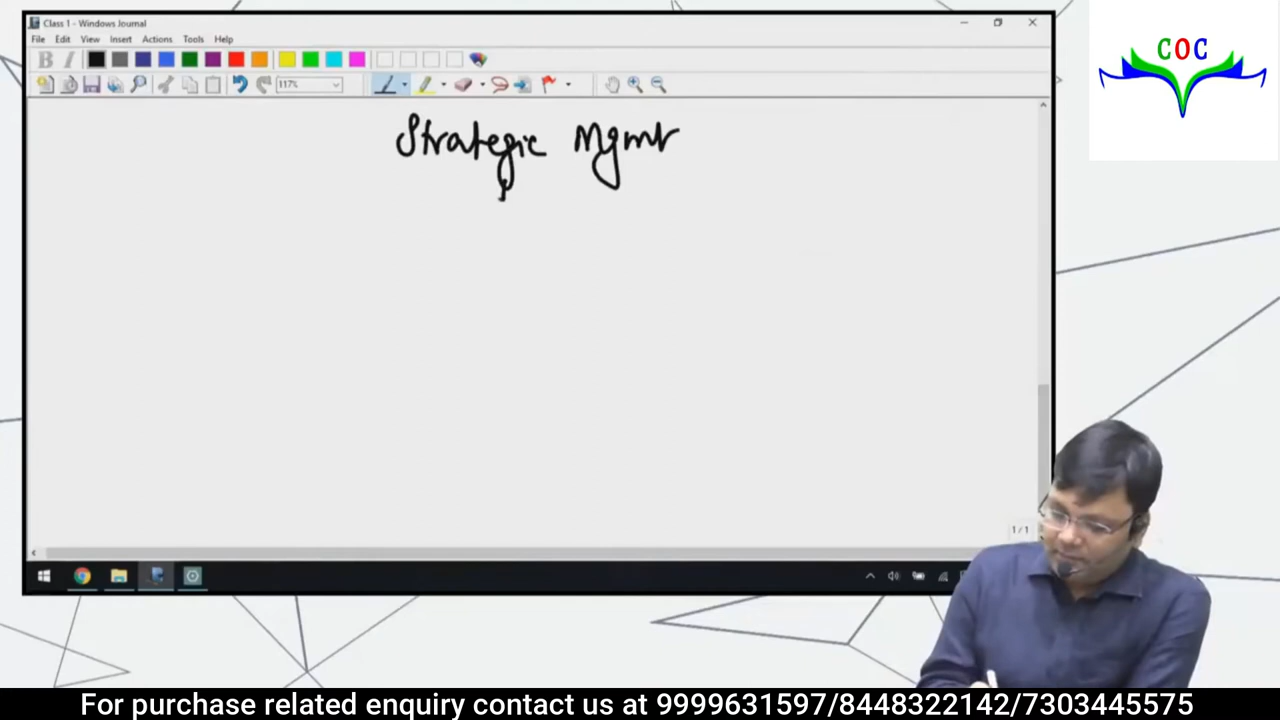 Class 1 - Windows Journal
File Edit View Insert Actions Tools Help
B I
117%
Strategic Mgmt
1/1
COC
For purchase related enquiry contact us at 9999631597/8448322142/7303445575